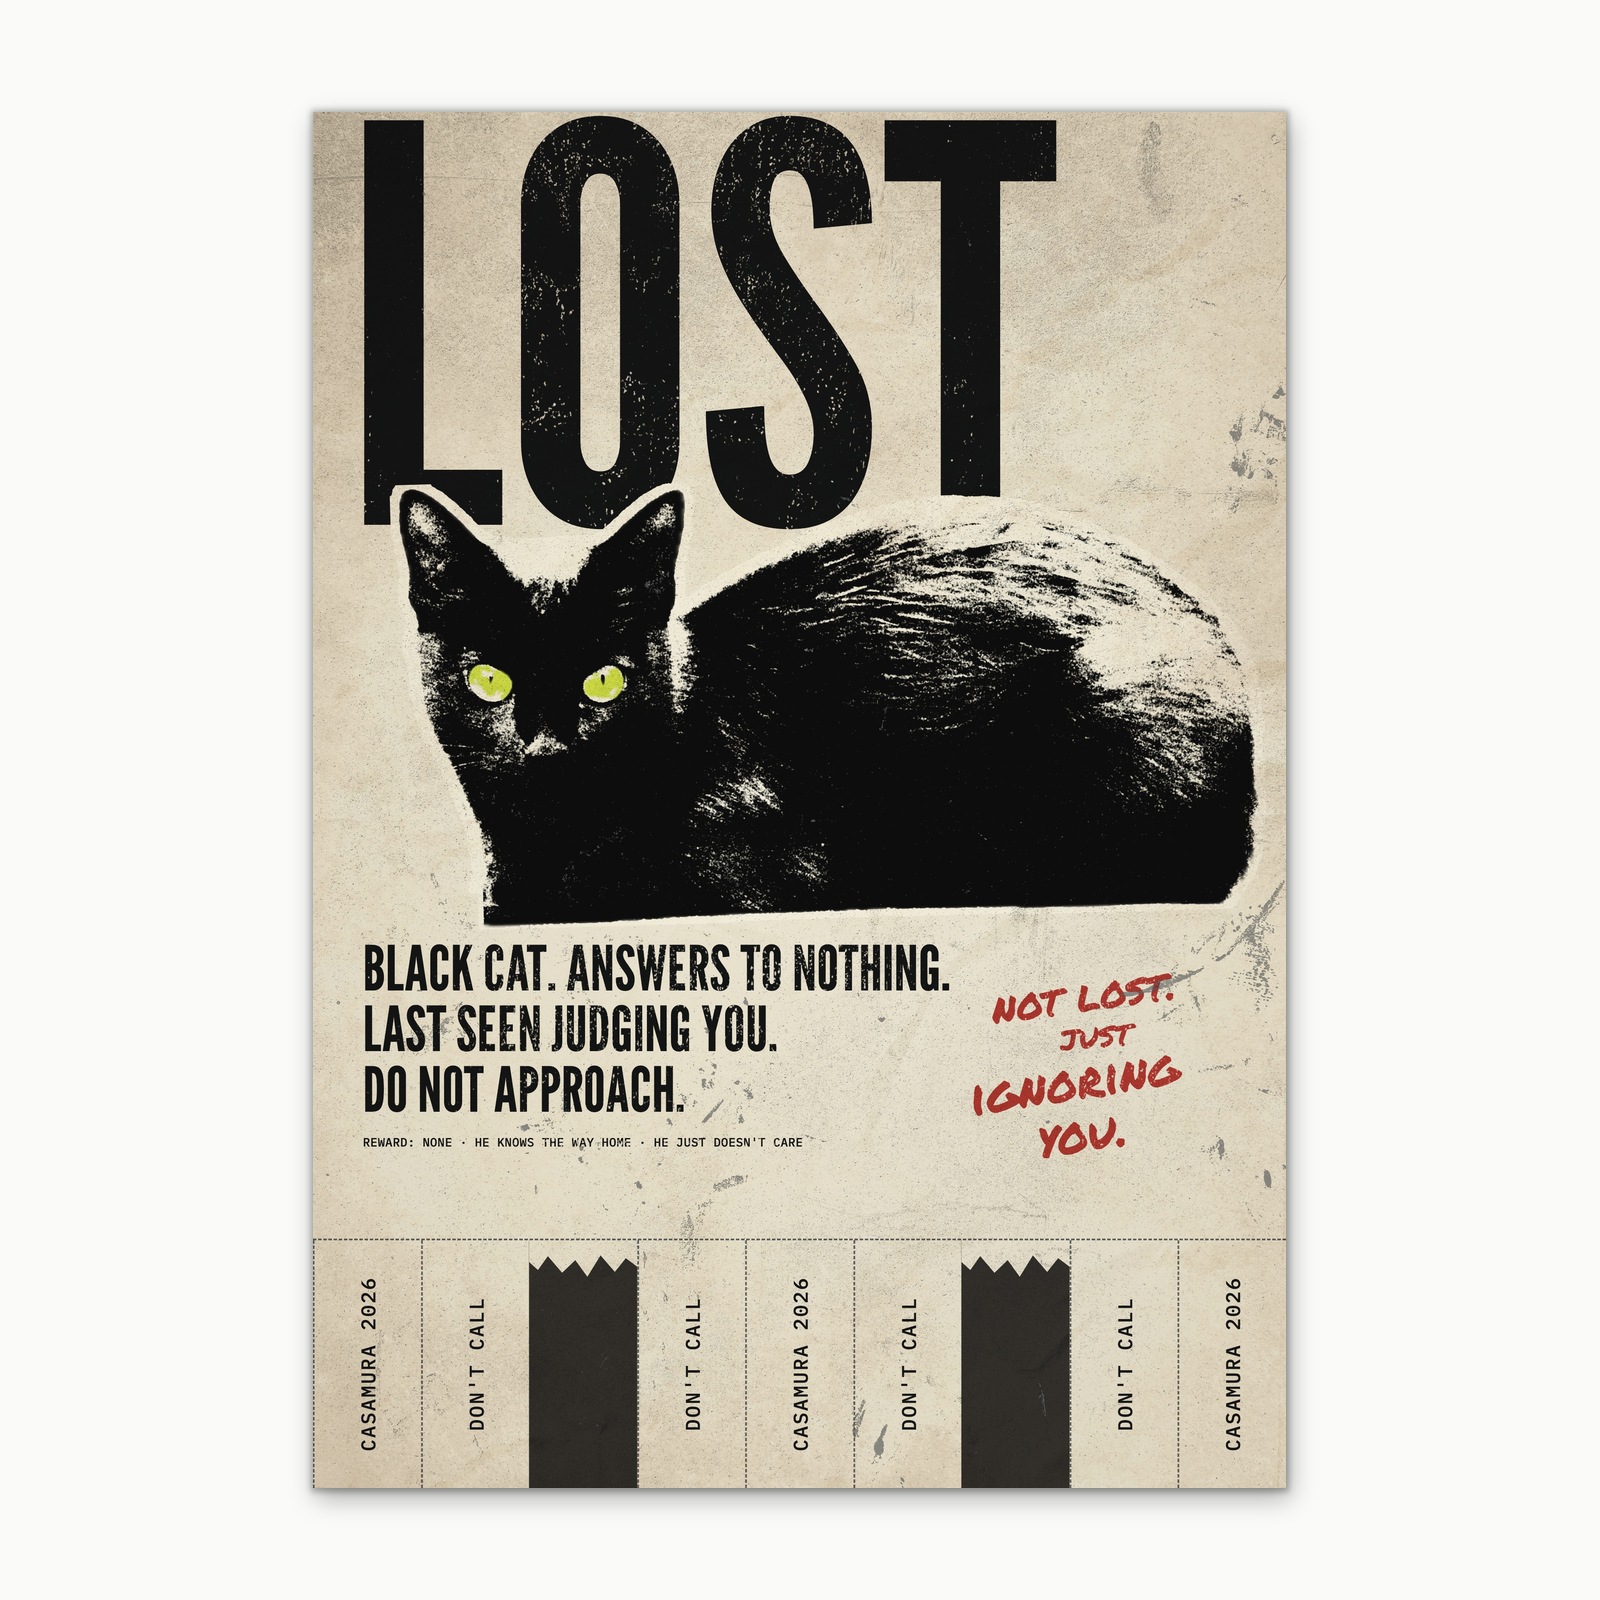 LOST
BLACK CAT. ANSWERS TO NOTHING.
LAST SEEN JUDGING YOU.
DO NOT APPROACH.
REWARD: NONE · HE KNOWS THE WAY HOME · HE JUST DOESN'T CARE
NOT LOST.
JUST
IGNORING
YOU.
CASAMURA 2026
DON'T CALL
DON'T CALL
CASAMURA 2026
DON'T CALL
DON'T CALL
CASAMURA 2026